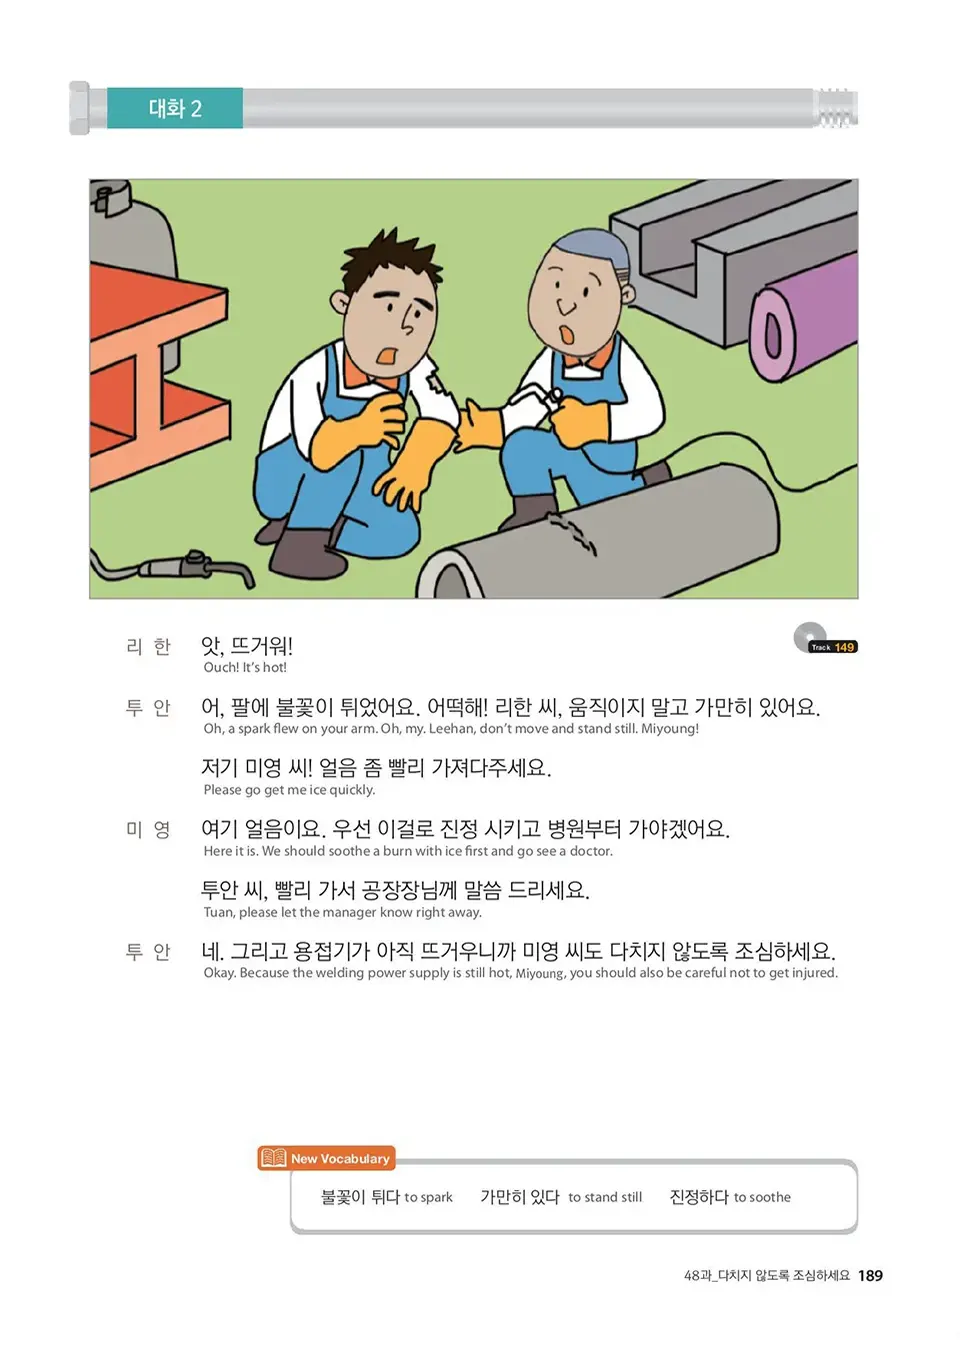 대화 2
리 한 앗, 뜨거워!
Ouch! It's hot!
Track 149
투 안 어, 팔에 불꽃이 튀었어요. 어떡해! 리한 씨, 움직이지 말고 가만히 있어요.
Oh, a spark flew on your arm. Oh, my. Leehan, don't move and stand still. Miyoung!
저기 미영 씨! 얼음 좀 빨리 가져다주세요.
Please go get me ice quickly.
미 영 여기 얼음이요. 우선 이걸로 진정 시키고 병원부터 가야겠어요.
Here it is. We should soothe a burn with ice first and go see a doctor.
투안 씨, 빨리 가서 공장장님께 말씀 드리세요.
Tuan, please let the manager know right away.
투 안 네. 그리고 용접기가 아직 뜨거우니까 미영 씨도 다치지 않도록 조심하세요.
Okay. Because the welding power supply is still hot, Miyoung, you should also be careful not to get injured.
New Vocabulary
불꽃이 튀다 to spark 가만히 있다 to stand still 진정하다 to soothe
48과_다치지 않도록 조심하세요 189